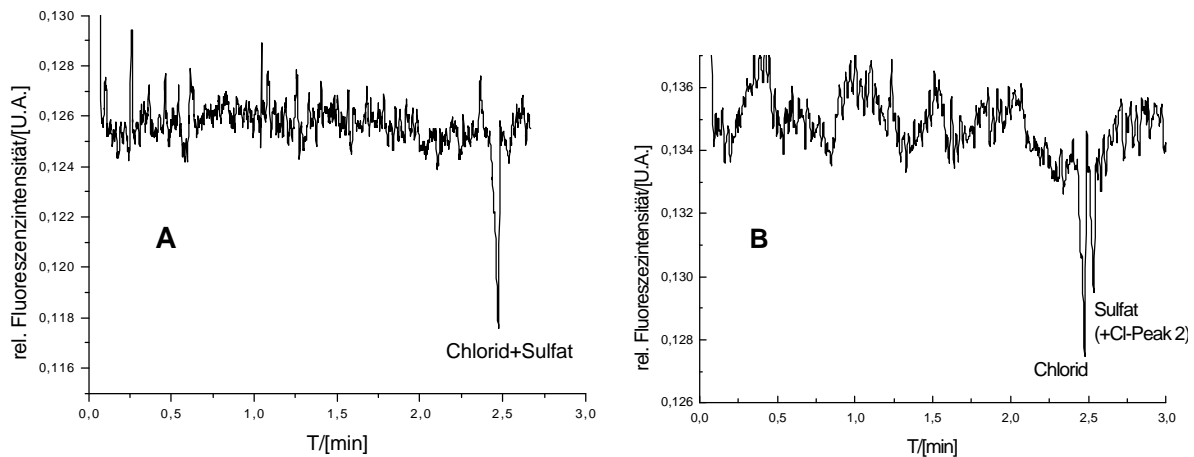 0,130
0,128
0,126
0,124
0,122
0,120
0,118
0,116
rel. Fluoreszenzintensität/[U.A.]
A
Chlorid+Sulfat
0,0 0,5 1,0 1,5 2,0 2,5 3,0
T/[min]
0,136
0,134
0,132
0,130
0,128
0,126
rel. Fluoreszezintensität/[U.A.]
B
Sulfat
(+Cl-Peak 2)
Chlorid
0,0 0,5 1,0 1,5 2,0 2,5 3,0
T/[min]